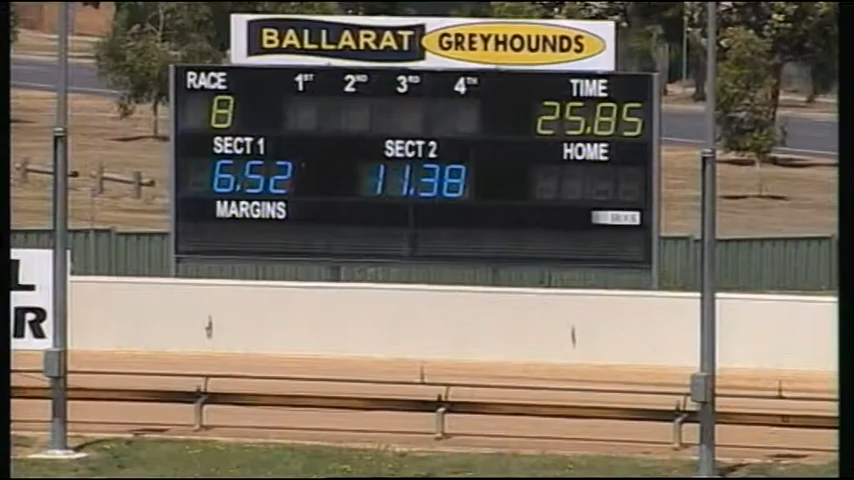 BALLARAT GREYHOUNDS
RACE 1ST 2ND 3RD 4TH TIME
8 25.85
SECT 1 SECT 2 HOME
6.52 11.38
MARGINS
L
R